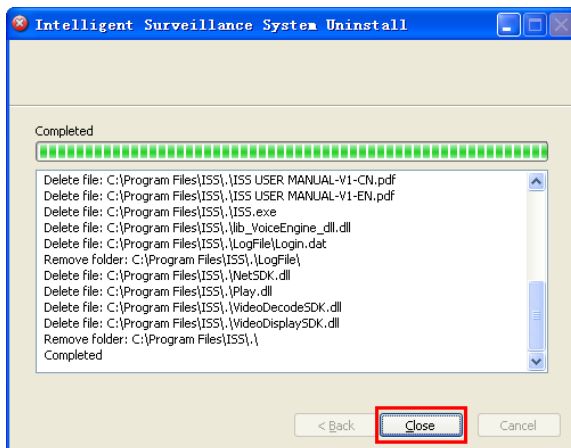 Intelligent Surveillance System Uninstall
Completed
Delete file: C:\Program Files\ISS\.\ISS USER MANUAL-V1-CN.pdf
Delete file: C:\Program Files\ISS\.\ISS USER MANUAL-V1-EN.pdf
Delete file: C:\Program Files\ISS\.\ISS.exe
Delete file: C:\Program Files\ISS\.\lib_VoiceEngine_dll.dll
Delete file: C:\Program Files\ISS\.\LogFile\Login.dat
Remove folder: C:\Program Files\ISS\.\LogFile\
Delete file: C:\Program Files\ISS\.\NetSDK.dll
Delete file: C:\Program Files\ISS\.\Play.dll
Delete file: C:\Program Files\ISS\.\VideoDecodeSDK.dll
Delete file: C:\Program Files\ISS\.\VideoDisplaySDK.dll
Remove folder: C:\Program Files\ISS\.\
Completed
< Back Close Cancel